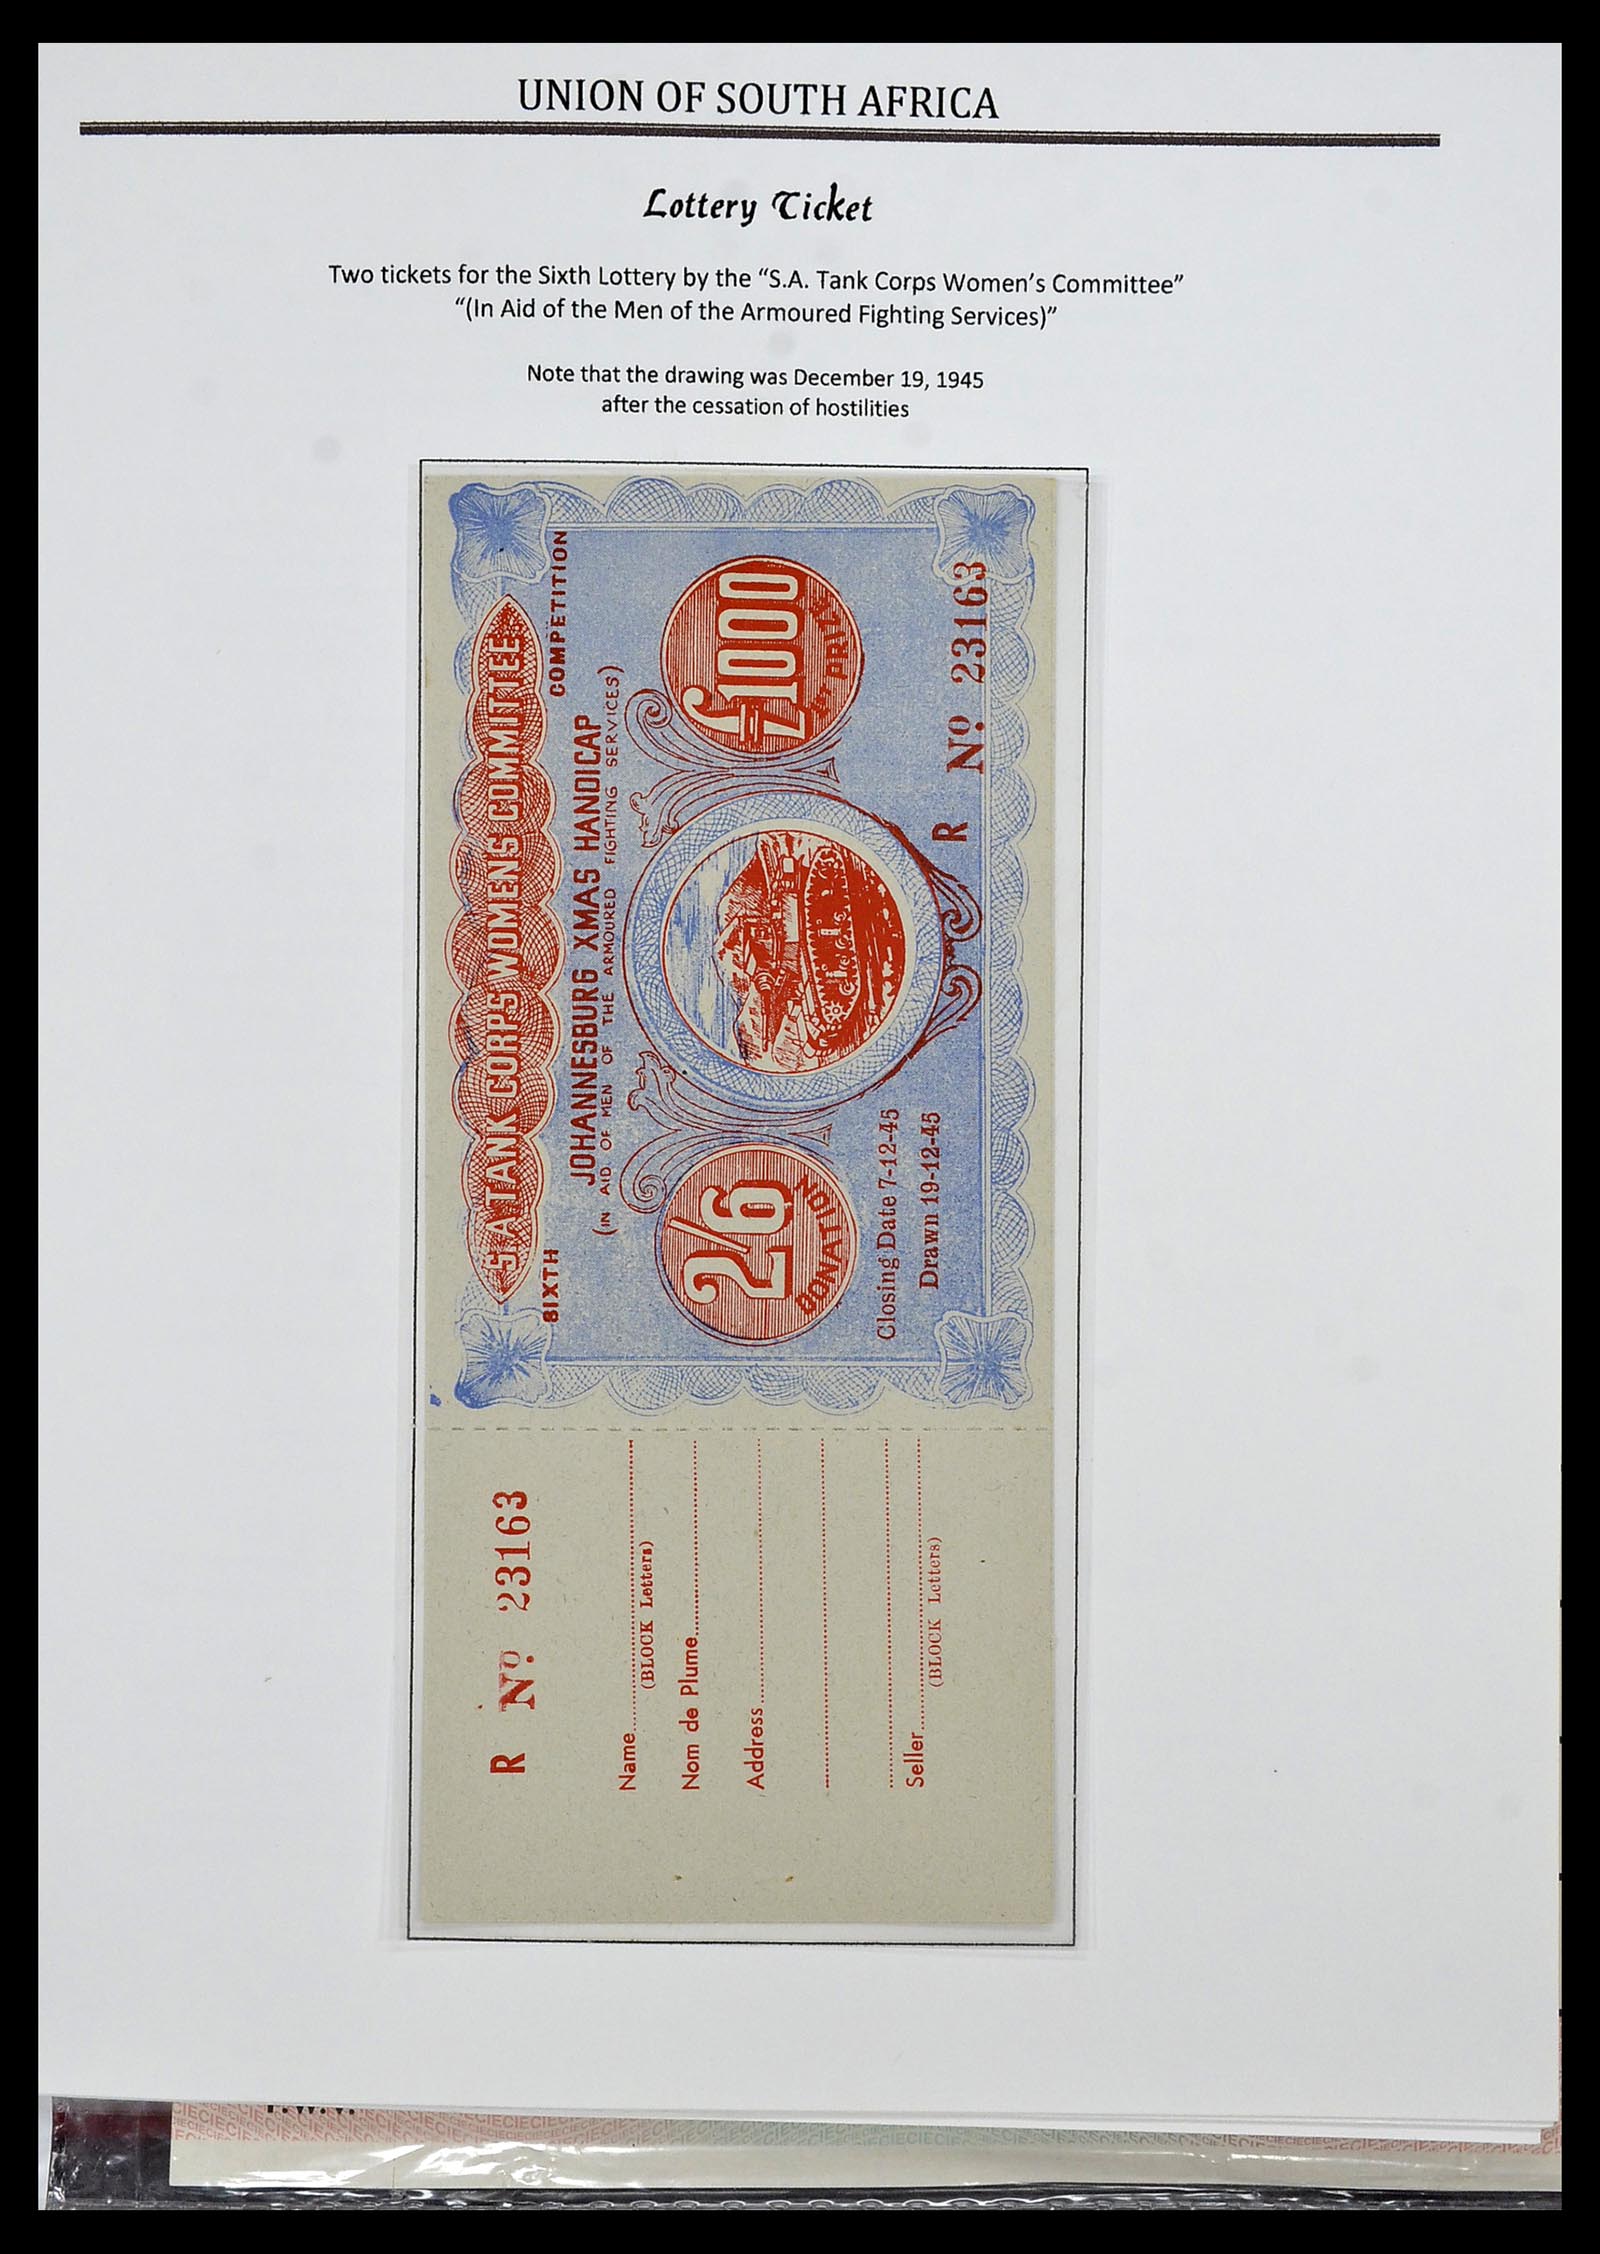 UNION OF SOUTH AFRICA
Lottery Ticket
Two tickets for the Sixth Lottery by the “S.A. Tank Corps Women’s Committee”
“(In Aid of the Men of the Armoured Fighting Services)”
Note that the drawing was December 19, 1945
after the cessation of hostilities
S.A. TANK CORPS WOMENS COMMITTEE
SIXTH COMPETITION
JOHANNESBURG XMAS HANDICAP
(IN AID OF MEN OF THE ARMOURED FIGHTING SERVICES)
2/6
DONATION
£1000
1ST PRIZE
Closing Date 7-12-45
Drawn 19-12-45
R No. 23163
R No. 23163
Name
(BLOCK Letters)
Nom de Plume
Address
Seller
(BLOCK Letters)